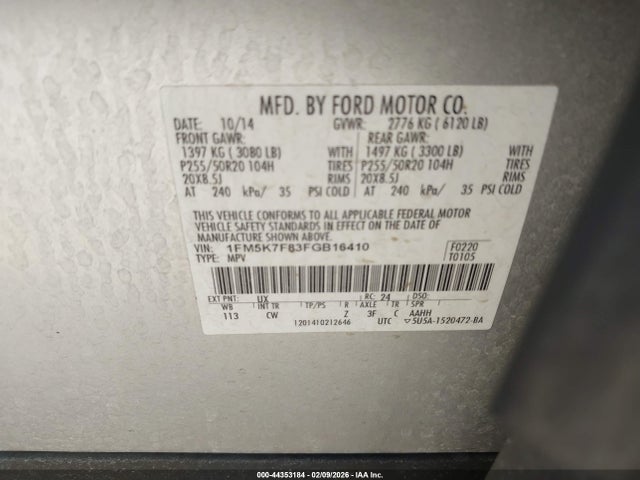 MFD. BY FORD MOTOR CO.
DATE: 10/14 GVWR: 2776 KG ( 6120 LB)
FRONT GAWR: REAR GAWR:
1397 KG ( 3080 LB) WITH 1497 KG ( 3300 LB) WITH
P255/50R20 104H TIRES P255/50R20 104H TIRES
20X8.5J RIMS 20X8.5J RIMS
AT 240 kPa/ 35 PSI COLD AT 240 kPa/ 35 PSI COLD
THIS VEHICLE CONFORMS TO ALL APPLICABLE FEDERAL MOTOR
VEHICLE SAFETY STANDARDS IN EFFECT ON THE DATE OF
MANUFACTURE SHOWN ABOVE.
VIN: 1FM5K7F83FGB16410 F0220
TYPE: MPV T0105
EXT PNT: UX RC: 24 DSO:
WB INT TR TP/PS R AXLE TR SPR
113 CW Z 3F C AAHH
1201410212646 UTC ▽5U5A-1520472-BA
000-44353184 - 02/09/2026 - IAA Inc.